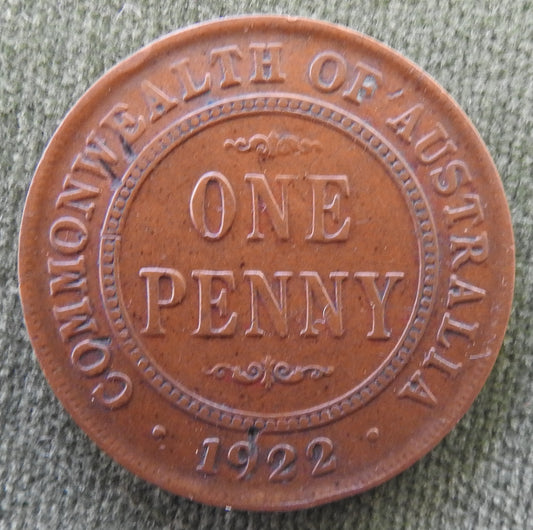 COMMONWEALTH OF AUSTRALIA
ONE
PENNY
· 1922 ·